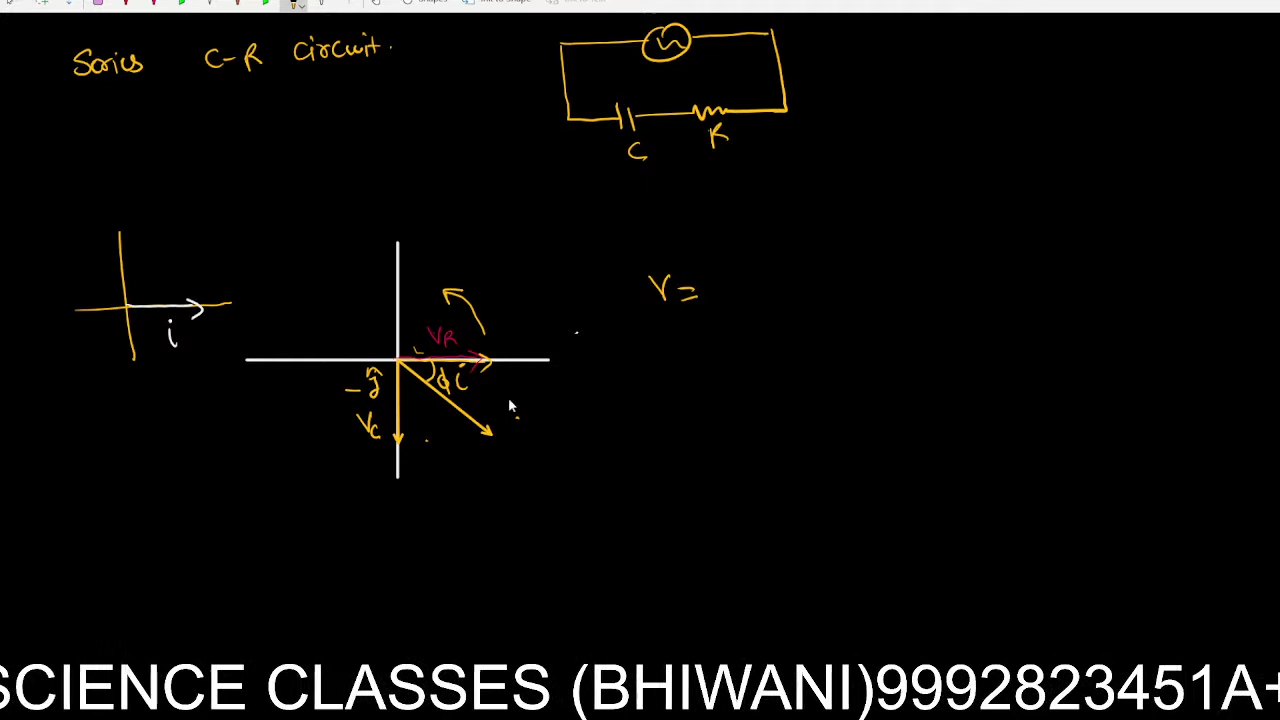 Series C-R Circuit.
C
R
i
V=
VR
-ĵ
ϕ
i
Vc
SCIENCE CLASSES (BHIWANI)9992823451A+